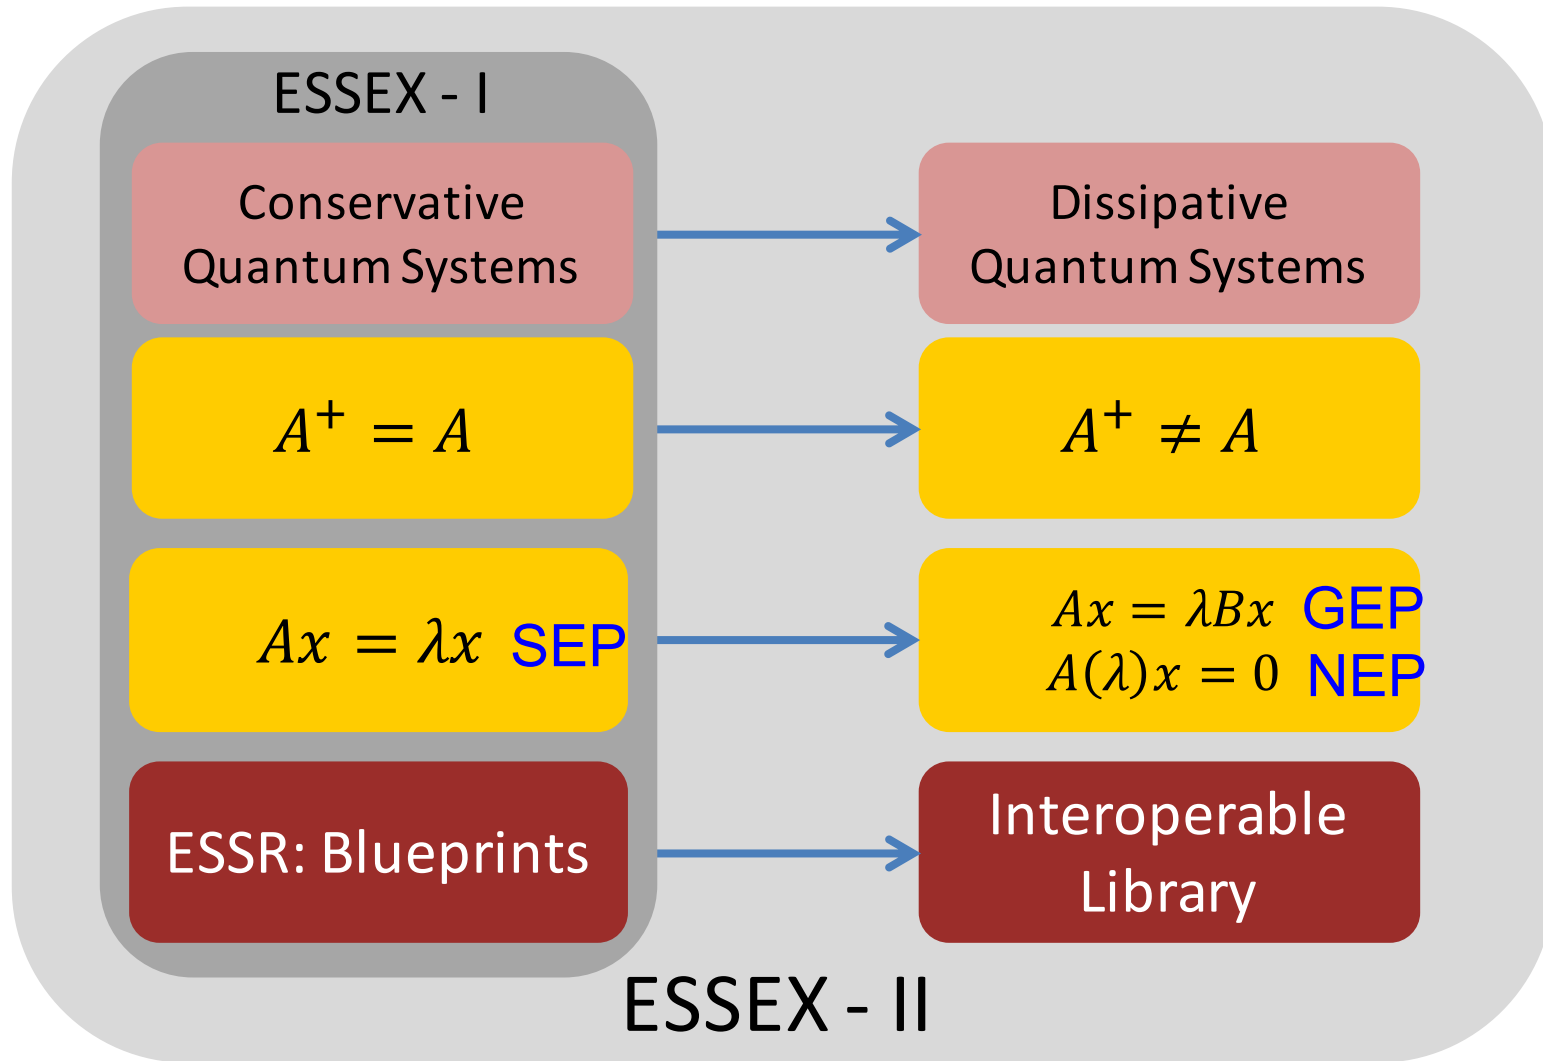 ESSEX - I
Conservative
Quantum Systems
Dissipative
Quantum Systems
A⁺ = A
A⁺ ≠ A
Ax = λx SEP
Ax = λBx GEP
A(λ)x = 0 NEP
ESSR: Blueprints
Interoperable
Library
ESSEX - II